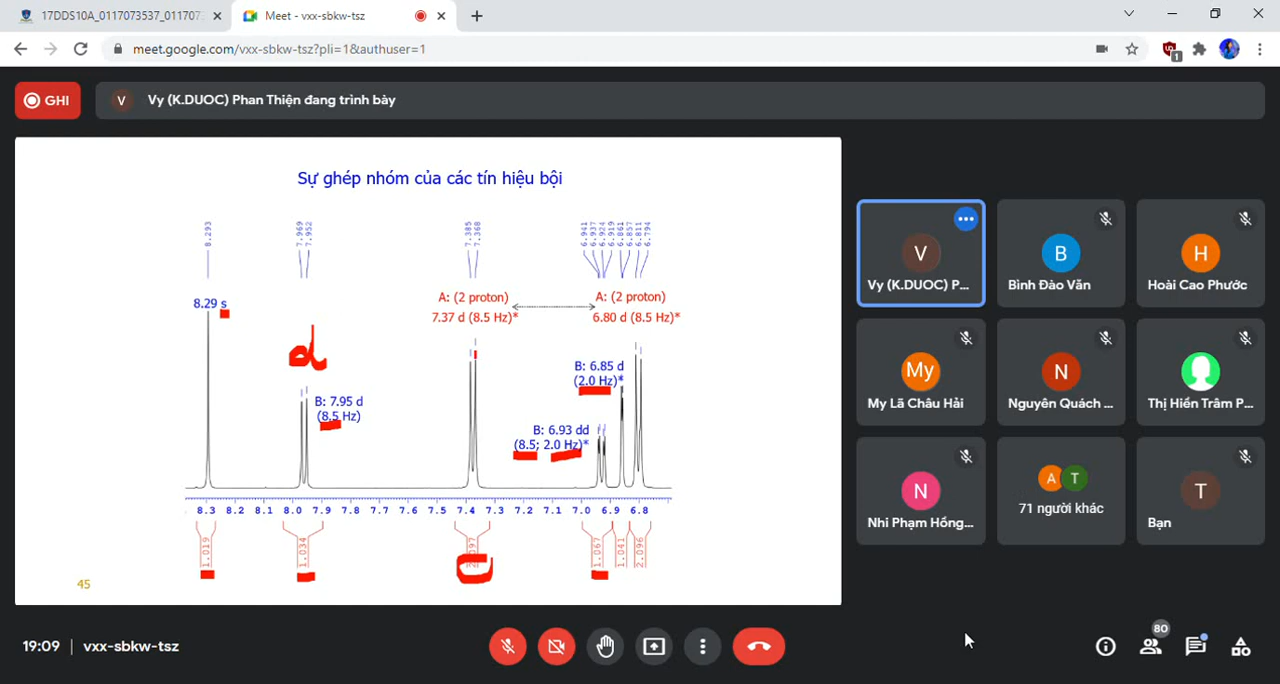 17DDS10A_0117073537_011707
Meet - vxx-sbkw-tsz
meet.google.com/vxx-sbkw-tsz?pli=1&authuser=1
1
GHI
V
Vy (K.DUOC) Phan Thiện đang trình bày
Sự ghép nhóm của các tín hiệu bội
8.293
7.969
7.952
7.385
7.368
6.941
6.937
6.924
6.919
6.861
6.857
6.811
6.794
8.29 s
A: (2 proton)
7.37 d (8.5 Hz)*
A: (2 proton)
6.80 d (8.5 Hz)*
d
B: 7.95 d
(8.5 Hz)
B: 6.85 d
(2.0 Hz)*
B: 6.93 dd
(8.5; 2.0 Hz)*
8.3 8.2 8.1 8.0 7.9 7.8 7.7 7.6 7.5 7.4 7.3 7.2 7.1 7.0 6.9 6.8
1.019
1.034
1.067
1.041
2.096
45
V
Vy (K.DUOC) P...
B
Bình Đào Vẫn
H
Hoài Cao Phước
My
My Lã Châu Hải
N
Nguyên Quách ...
Thị Hiền Trâm P...
N
Nhi Phạm Hồng...
A T
71 người khác
T
Bạn
19:09 | vxx-sbkw-tsz
80